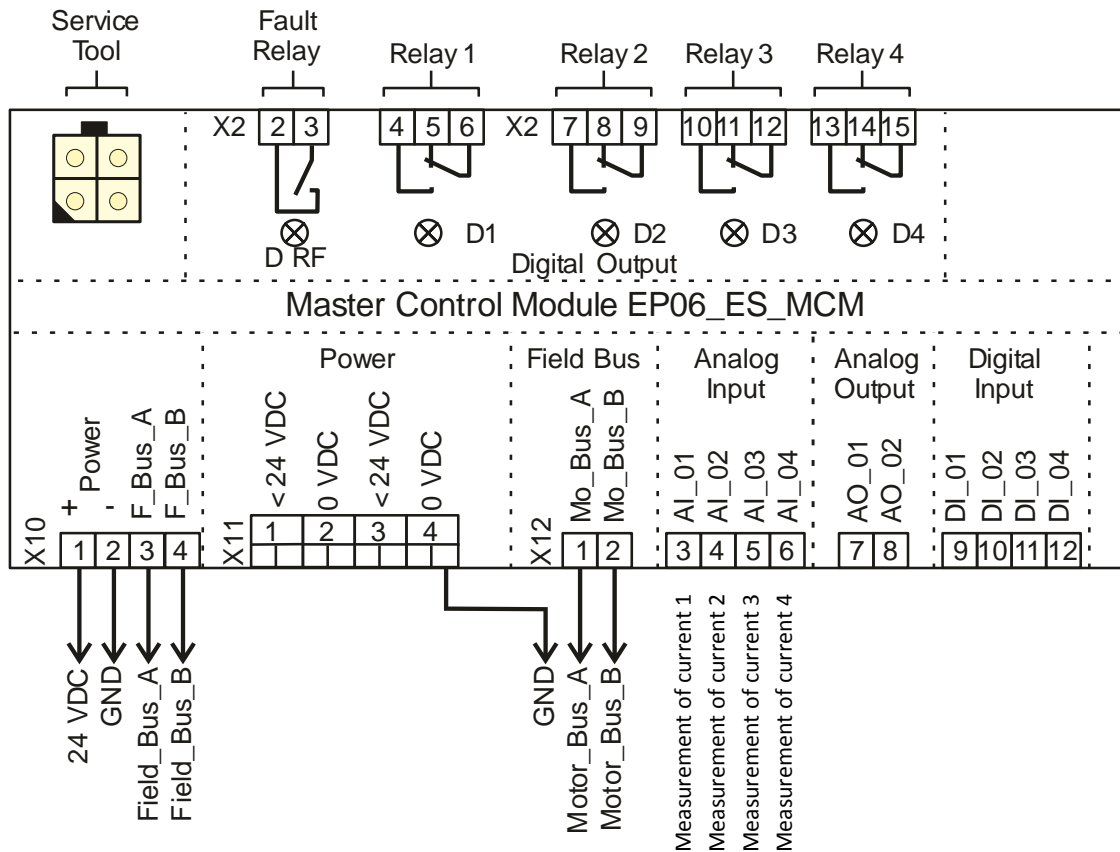 Service
Tool
Fault
Relay
Relay 1
Relay 2
Relay 3
Relay 4
X2 2 3
4 5 6
X2 7 8 9
10 11 12
13 14 15
D RF
D1
D2
D3
D4
Digital Output
Master Control Module EP06_ES_MCM
Power
Field Bus
Analog
Input
Analog
Output
Digital
Input
+
Power
-
F_Bus_A
F_Bus_B
< 24 VDC
0 VDC
< 24 VDC
0 VDC
Mo_Bus_A
Mo_Bus_B
AI_01
AI_02
AI_03
AI_04
AO_01
AO_02
DI_01
DI_02
DI_03
DI_04
X10 1 2 3 4
X11 1 2 3 4
X12 1 2
3 4 5 6
7 8
9 10 11 12
24 VDC
GND
Field_Bus_A
Field_Bus_B
GND
Motor_Bus_A
Motor_Bus_B
Measurement of current 1
Measurement of current 2
Measurement of current 3
Measurement of current 4